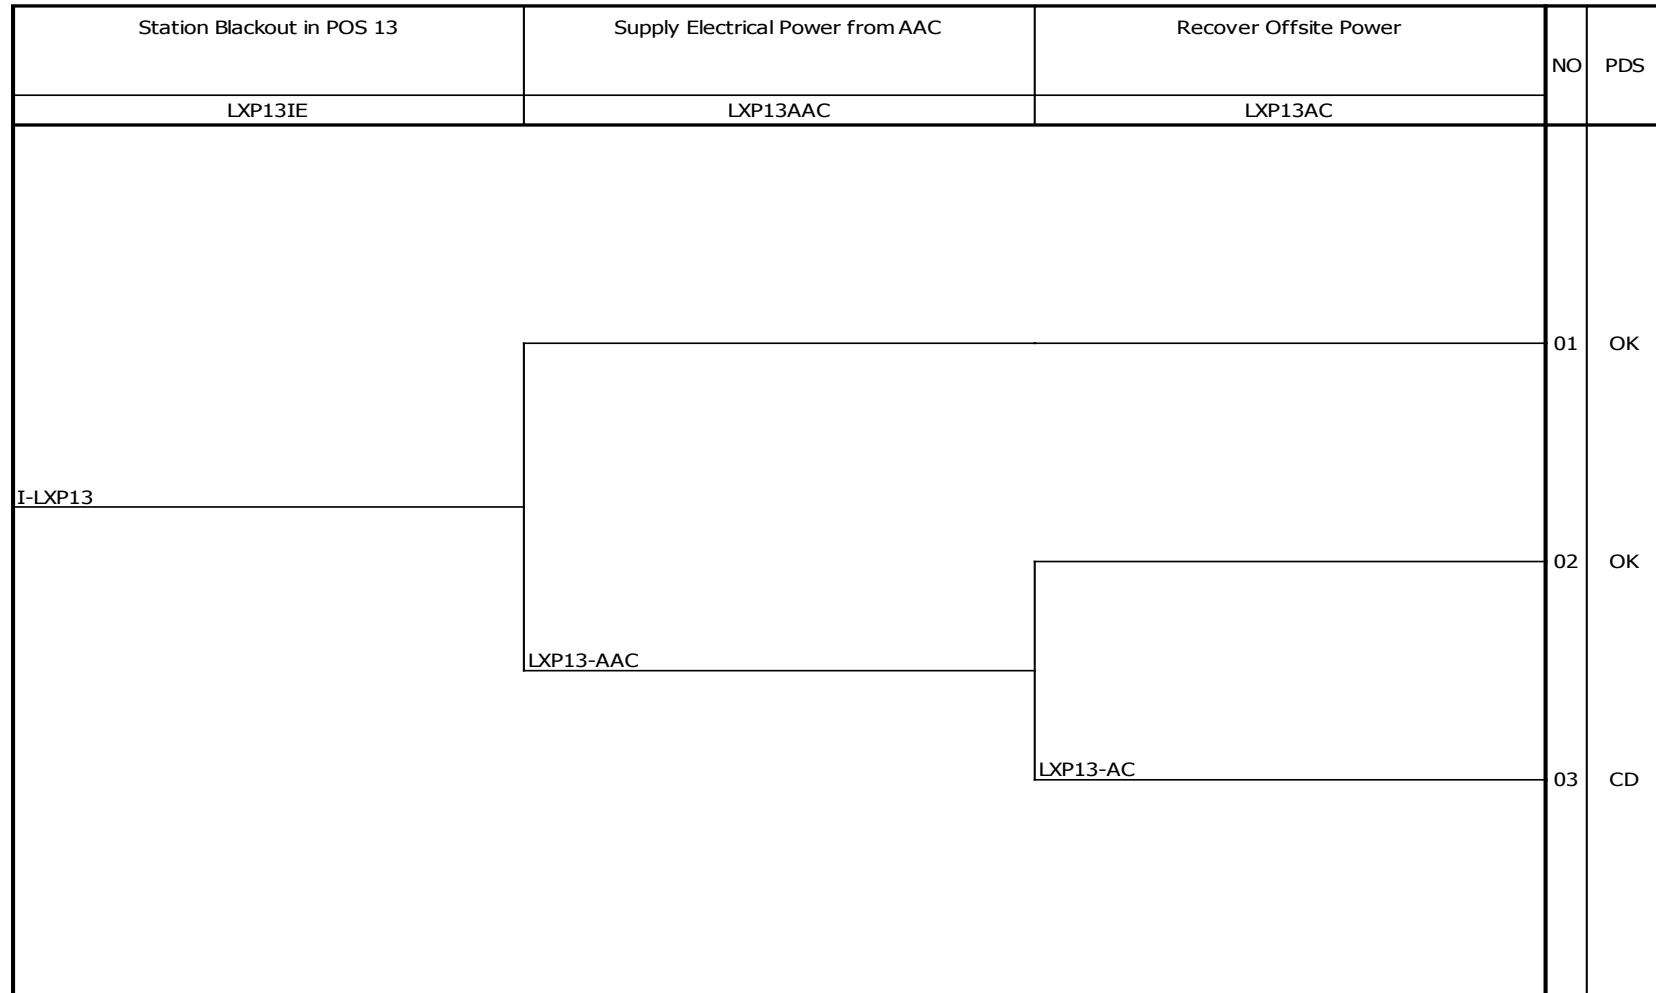 Station Blackout in POS 13
Supply Electrical Power from AAC
Recover Offsite Power
NO
PDS
LXP13IE
LXP13AAC
LXP13AC
01
OK
I-LXP13
02
OK
LXP13-AAC
LXP13-AC
03
CD